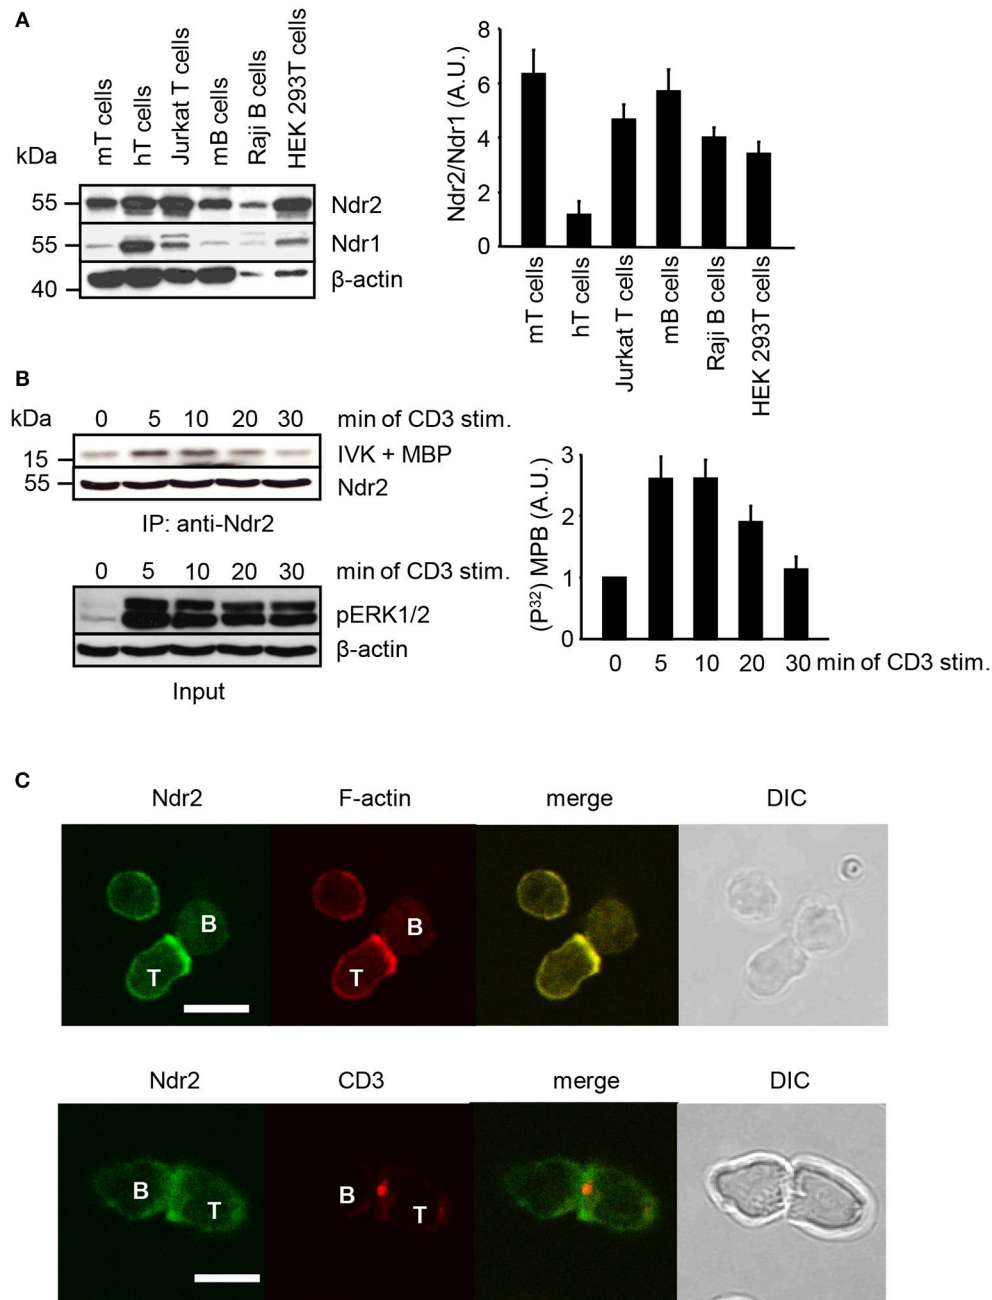 A
mT cells
hT cells
Jurkat T cells
mB cells
Raji B cells
HEK 293T cells
kDa
55
Ndr2
55
Ndr1
40
β-actin
Ndr2/Ndr1 (A.U.)
8
6
4
2
0
mT cells
hT cells
Jurkat T cells
mB cells
Raji B cells
HEK 293T cells
B
kDa
0 5 10 20 30 min of CD3 stim.
15 IVK + MBP
55 Ndr2
IP: anti-Ndr2
0 5 10 20 30 min of CD3 stim.
pERK1/2
β-actin
Input
(P32) MPB (A.U.)
3
2
1
0
0 5 10 20 30 min of CD3 stim.
C
Ndr2 F-actin merge DIC
B
T
B
T
Ndr2 CD3 merge DIC
B
T
B
T